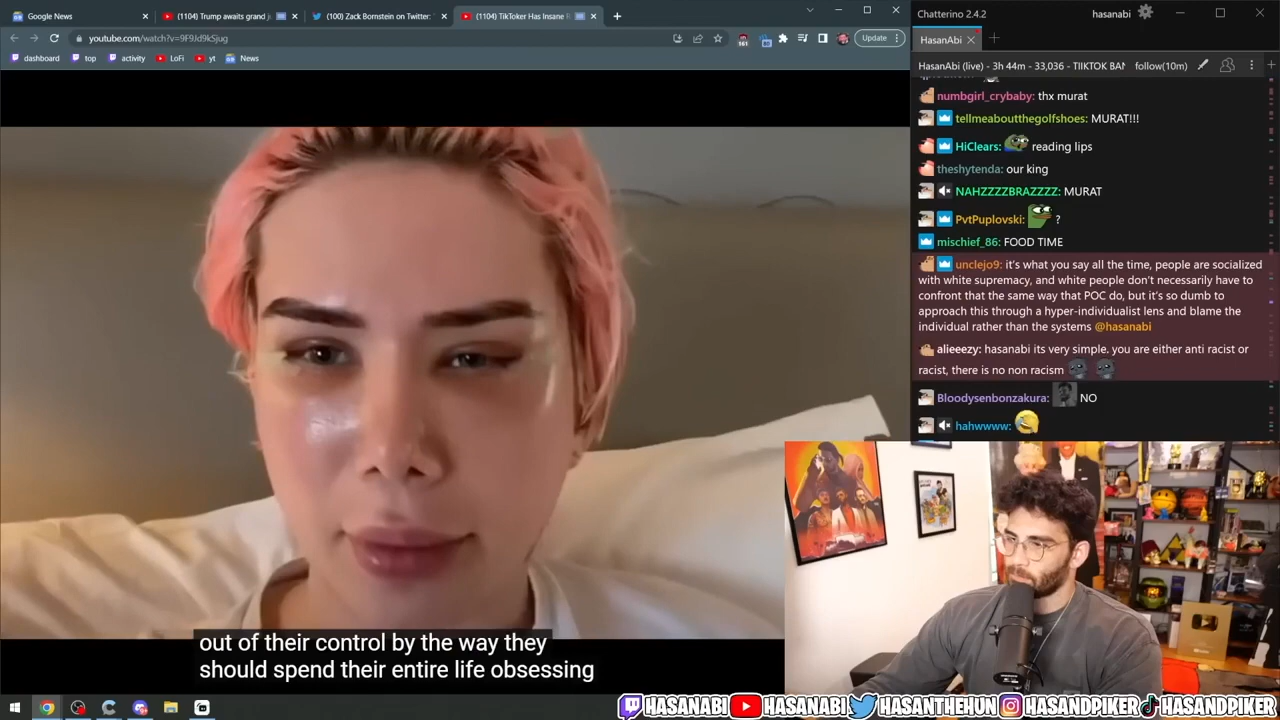 Google News
(1104) Trump awaits grand j
(100) Zack Bornstein on Twitter:
(1104) TikToker Has Insane
Chatterino 2.4.2
hasanabi
youtube.com/watch?v=9F9Jd9kSjug
Update
HasanAbi
dashboard
top
activity
LoFi
yt
News
HasanAbi (live) - 3h 44m - 33,036 - TIIKTOK BAN
follow(10m)
numbgirl_crybaby: thx murat
tellmeaboutthegolfshoes: MURAT!!!
HiClears: reading lips
theshytenda: our king
NAHZZZZBRAZZZZ: MURAT
PvtPuplovski: ?
mischief_86: FOOD TIME
unclejo9: it's what you say all the time, people are socialized
with white supremacy, and white people don't necessarily have to
confront that the same way that POC do, but it's so dumb to
approach this through a hyper-individualist lens and blame the
individual rather than the systems @hasanabi
alieeezy: hasanabi its very simple. you are either anti racist or
racist, there is no non racism
Bloodysenbonzakura: NO
hahwwww:
out of their control by the way they
should spend their entire life obsessing
HASANABI HASANABI HASANTHEHUN HASANDPIKER HASANDPIKER